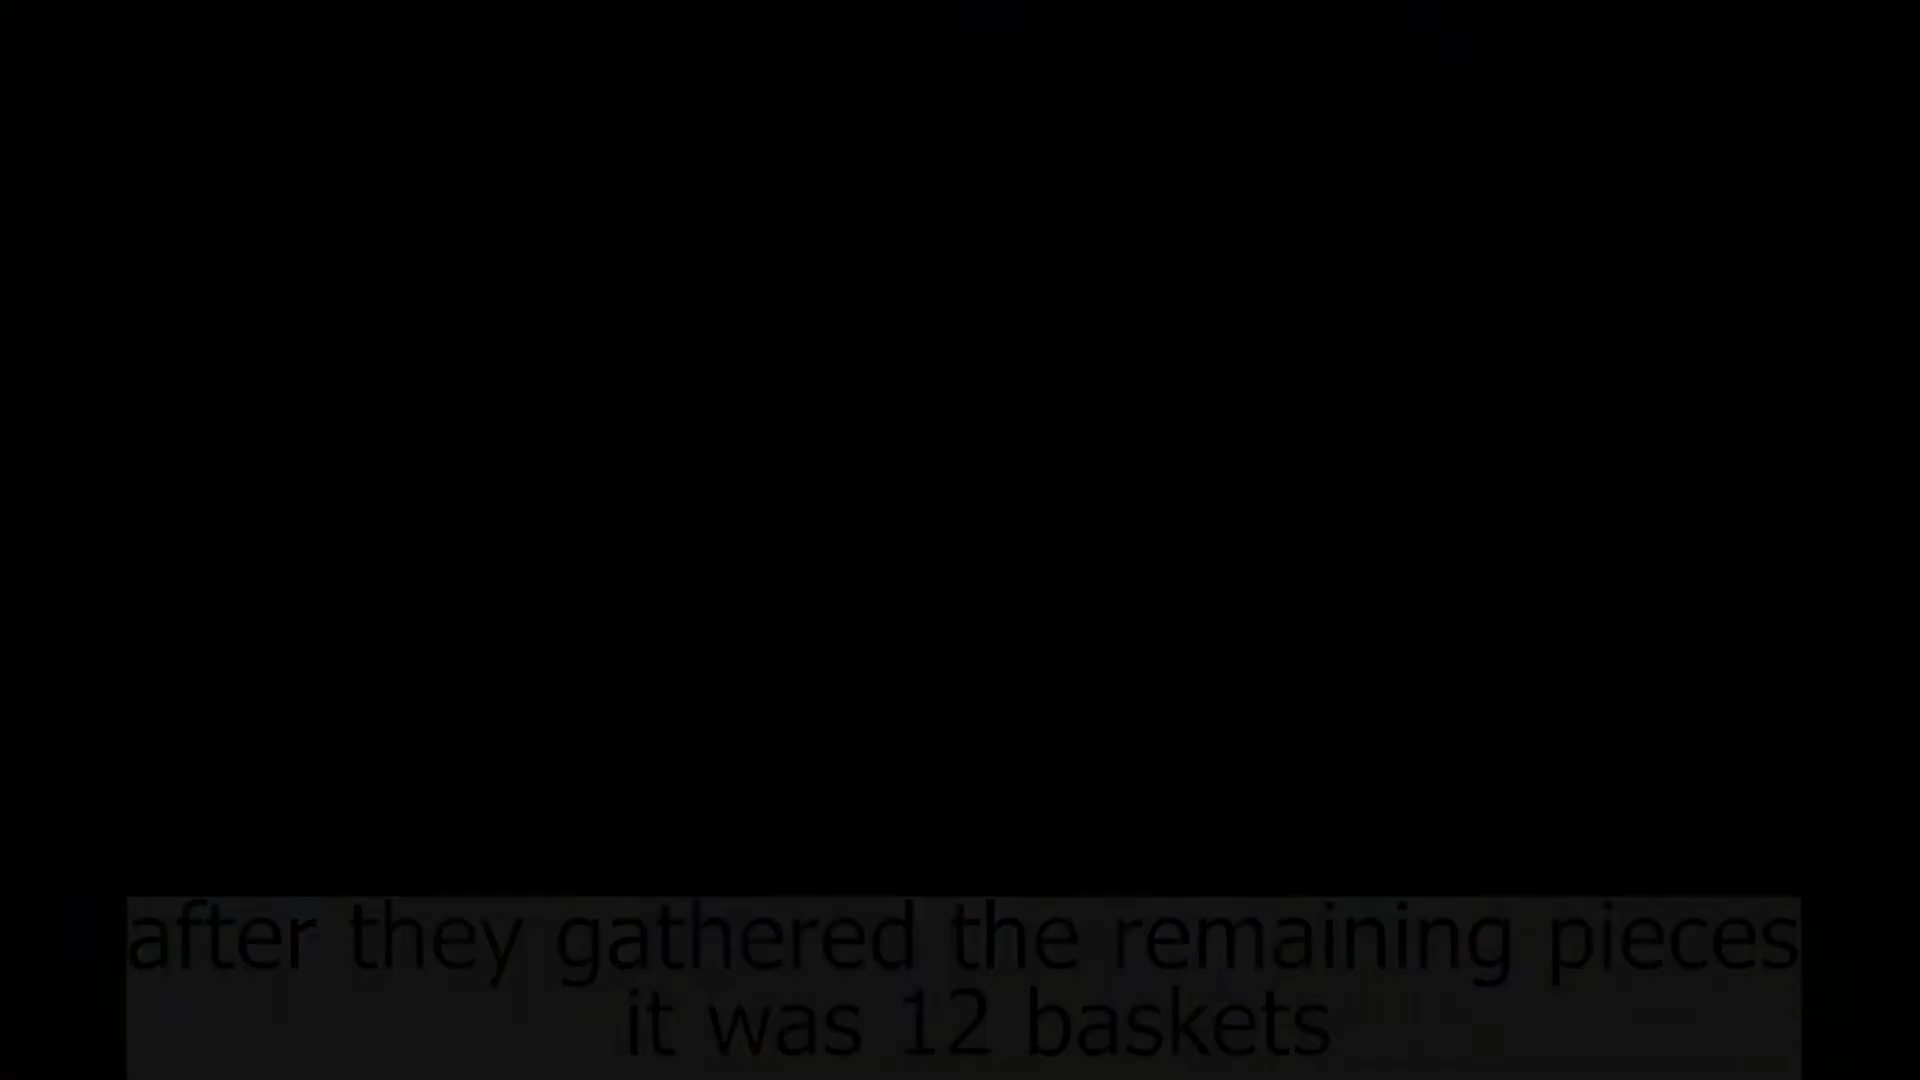 after they gathered the remaining pieces
it was 12 baskets